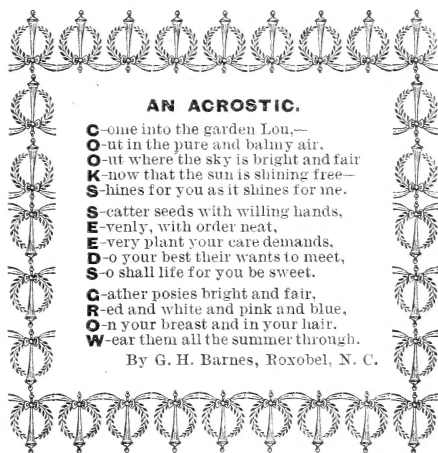 AN ACROSTIC.
C-ome into the garden Lou,—
O-ut in the pure and balmy air,
O-ut where the sky is bright and fair
K-now that the sun is shining free—
S-hines for you as it shines for me.
S-catter seeds with willing hands,
E-venly, with order neat,
E-very plant your care demands,
D-o your best their wants to meet,
S-o shall life for you be sweet.
G-ather posies bright and fair,
R-ed and white and pink and blue,
O-n your breast and in your hair.
W-ear them all the summer through.
By G. H. Barnes, Roxobel, N. C.